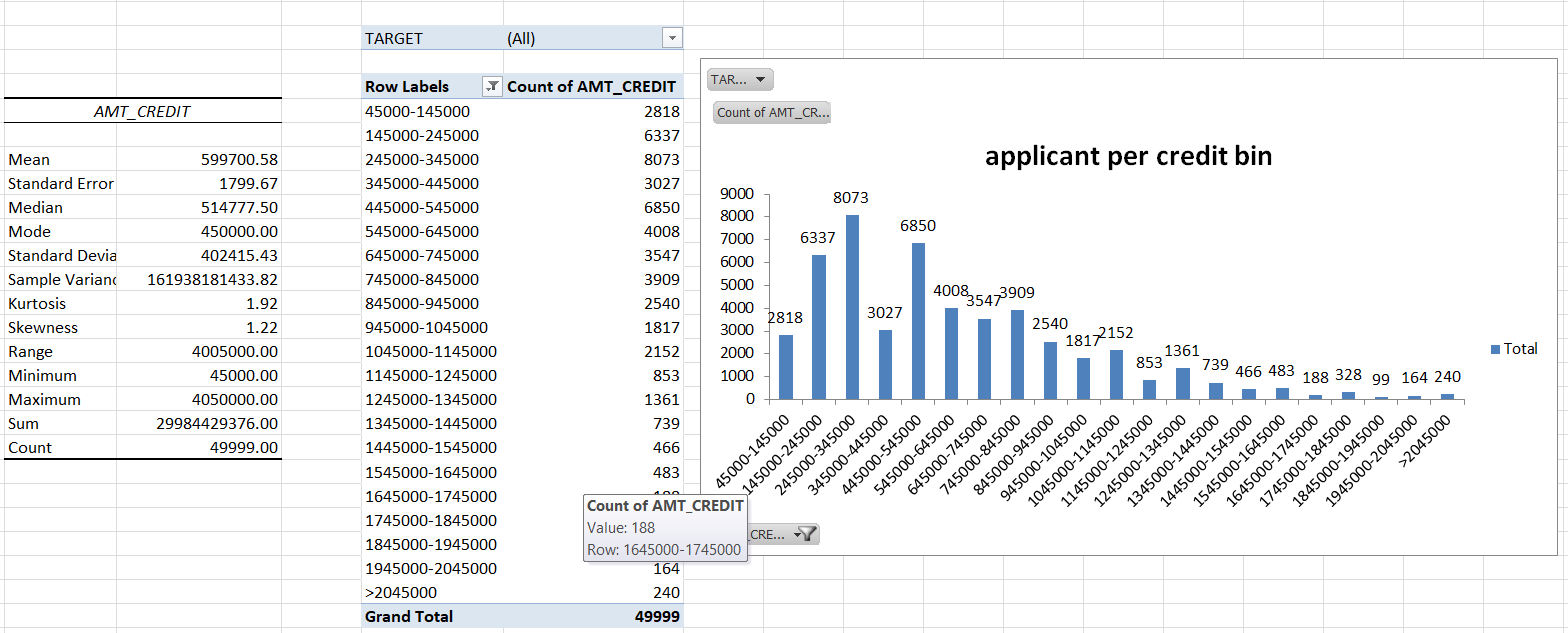 TARGET (All)
Row Labels Count of AMT_CREDIT
45000-145000 2818
145000-245000 6337
245000-345000 8073
345000-445000 3027
445000-545000 6850
545000-645000 4008
645000-745000 3547
745000-845000 3909
845000-945000 2540
945000-1045000 1817
1045000-1145000 2152
1145000-1245000 853
1245000-1345000 1361
1345000-1445000 739
1445000-1545000 466
1545000-1645000 483
1645000-1745000
1745000-1845000
1845000-1945000
1945000-2045000 164
>2045000 240
Grand Total 49999
AMT_CREDIT
Mean 599700.58
Standard Error 1799.67
Median 514777.50
Mode 450000.00
Standard Devia 402415.43
Sample Varianc 161938181433.82
Kurtosis 1.92
Skewness 1.22
Range 4005000.00
Minimum 45000.00
Maximum 4050000.00
Sum 29984429376.00
Count 49999.00
Count of AMT_CREDIT
Value: 188
Row: 1645000-1745000
TAR...
Count of AMT_CR...
applicant per credit bin
9000
8000
7000
6000
5000
4000
3000
2000
1000
0
2818
6337
8073
3027
6850
4008
3547
3909
2540
1817
2152
853
1361
739
466
483
188
328
99
164
240
45000-145000
145000-245000
245000-345000
345000-445000
445000-545000
545000-645000
645000-745000
745000-845000
845000-945000
945000-1045000
1045000-1145000
1145000-1245000
1245000-1345000
1345000-1445000
1445000-1545000
1545000-1645000
1645000-1745000
1745000-1845000
1845000-1945000
1945000-2045000
>2045000
Total
_CRE...